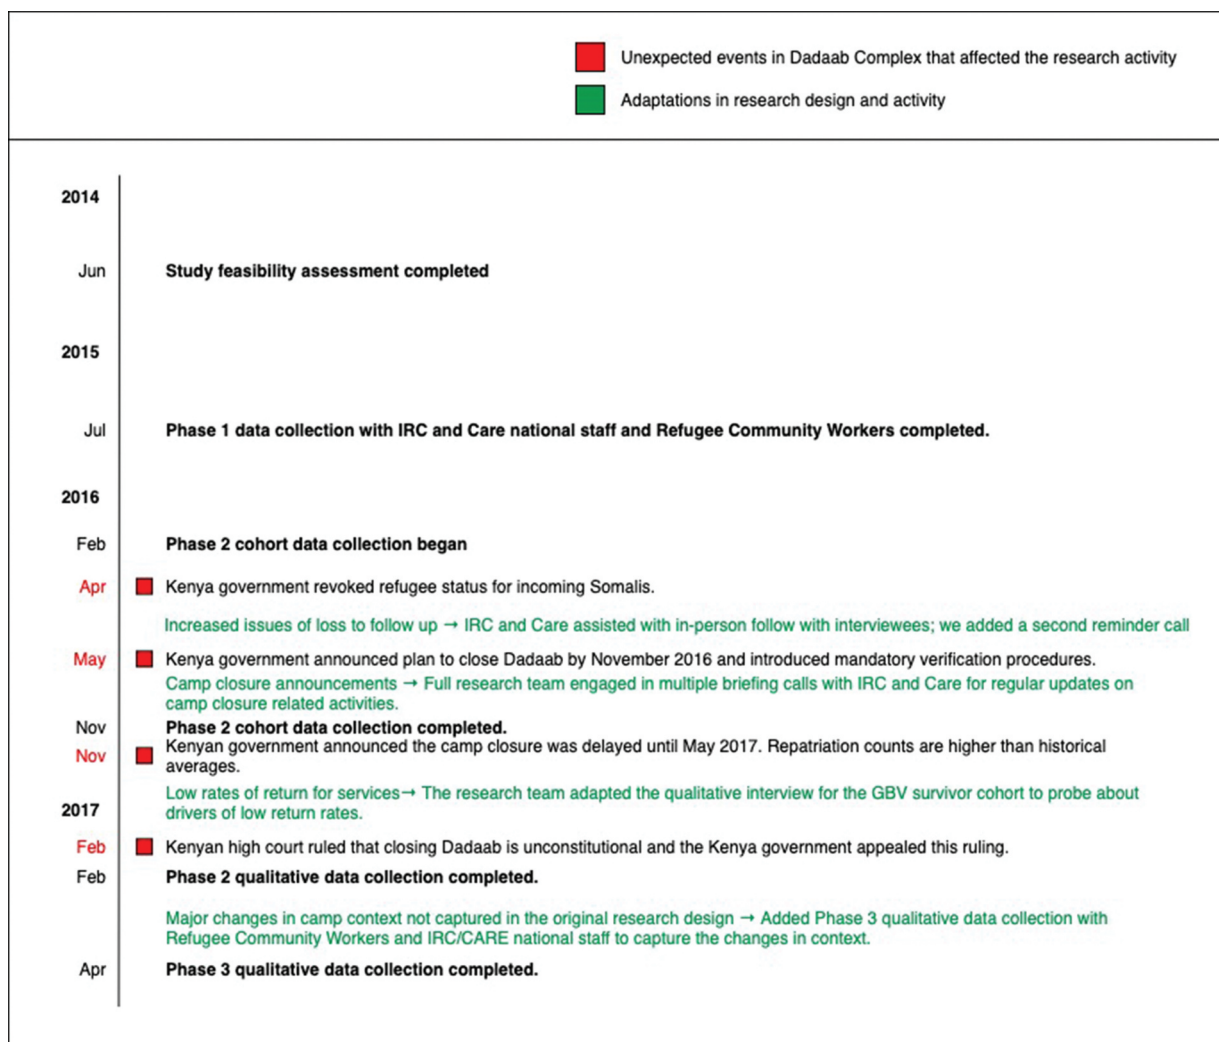 Unexpected events in Dadaab Complex that affected the research activity
Adaptations in research design and activity
2014
Jun
Study feasibility assessment completed
2015
Jul
Phase 1 data collection with IRC and Care national staff and Refugee Community Workers completed.
2016
Feb
Phase 2 cohort data collection began
Apr
Kenya government revoked refugee status for incoming Somalis.
Increased issues of loss to follow up → IRC and Care assisted with in-person follow with interviewees; we added a second reminder call
May
Kenya government announced plan to close Dadaab by November 2016 and introduced mandatory verification procedures.
Camp closure announcements → Full research team engaged in multiple briefing calls with IRC and Care for regular updates on
camp closure related activities.
Nov
Phase 2 cohort data collection completed.
Nov
Kenyan government announced the camp closure was delayed until May 2017. Repatriation counts are higher than historical
averages.
Low rates of return for services→ The research team adapted the qualitative interview for the GBV survivor cohort to probe about
drivers of low return rates.
2017
Feb
Kenyan high court ruled that closing Dadaab is unconstitutional and the Kenya government appealed this ruling.
Feb
Phase 2 qualitative data collection completed.
Major changes in camp context not captured in the original research design → Added Phase 3 qualitative data collection with
Refugee Community Workers and IRC/CARE national staff to capture the changes in context.
Apr
Phase 3 qualitative data collection completed.